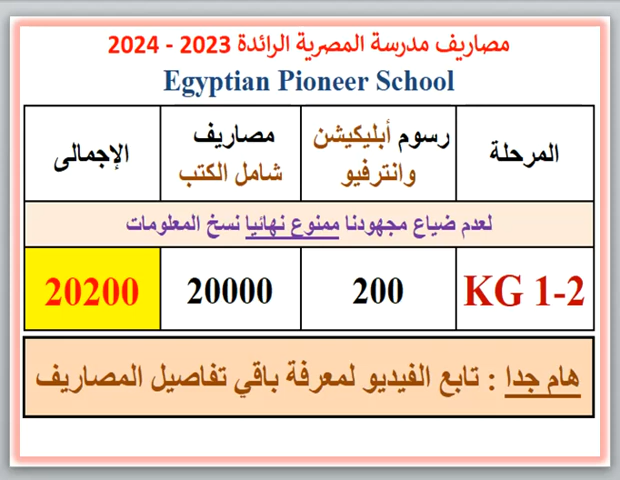 مصاريف مدرسة المصرية الرائدة 2023 - 2024
Egyptian Pioneer School
المرحلة
رسوم أبليكيشن
وانترفيو
مصاريف
شامل الكتب
الإجمالى
لعدم ضياع مجهودنا ممنوع نهائيا نسخ المعلومات
KG 1-2
200
20000
20200
هام جدا : تابع الفيديو لمعرفة باقي تفاصيل المصاريف